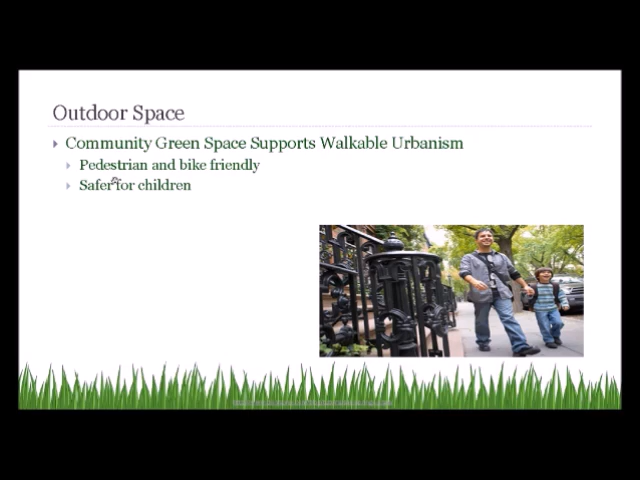 Outdoor Space
Community Green Space Supports Walkable Urbanism
Pedestrian and bike friendly
Safer for children